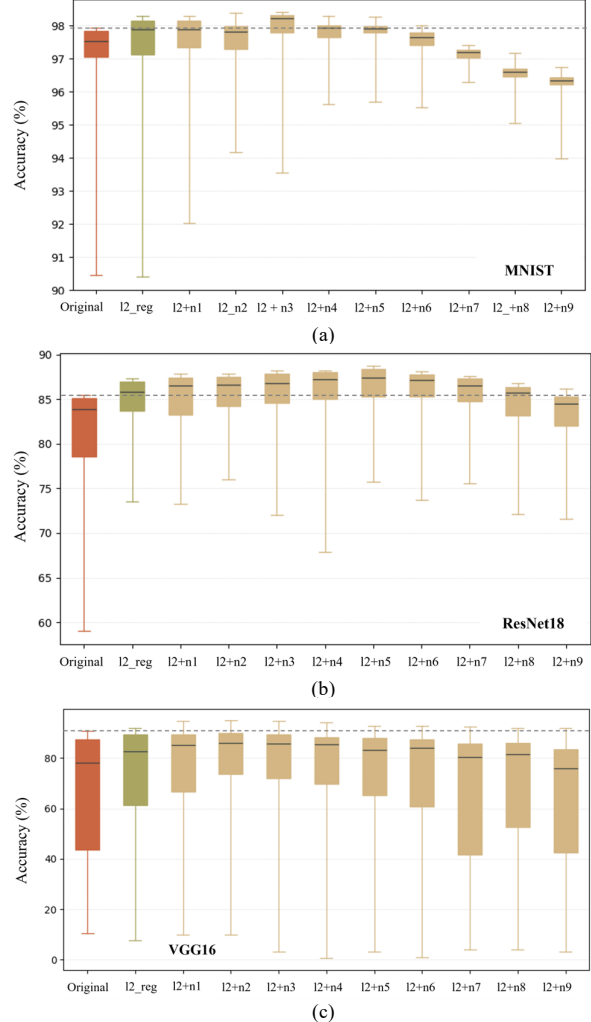 98
97
96
95
94
93
92
91
90
Accuracy (%)
MNIST
Original l2_reg l2+n1 l2_n2 l2 + n3 l2+n4 l2+n5 l2+n6 l2+n7 l2_+n8 l2+n9
(a)
90
85
80
75
70
65
60
Accuracy (%)
ResNet18
Original l2_reg l2+n1 l2+n2 l2+n3 l2+n4 l2+n5 l2+n6 l2+n7 l2+n8 l2+n9
(b)
80
60
40
20
0
Accuracy (%)
VGG16
Original l2_reg l2+n1 l2+n2 l2+n3 l2+n4 l2+n5 l2+n6 l2+n7 l2+n8 l2+n9
(c)